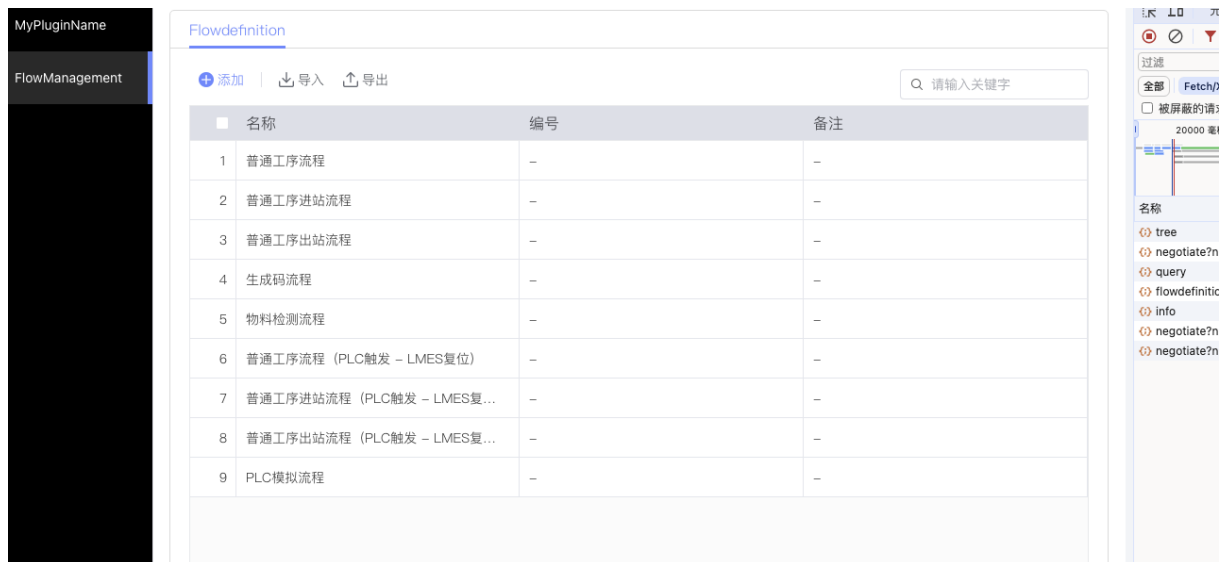 MyPluginName
FlowManagement
Flowdefinition
添加 导入 导出
请输入关键字
名称 编号 备注
1 普通工序流程 – –
2 普通工序进站流程 – –
3 普通工序出站流程 – –
4 生成码流程 – –
5 物料检测流程 – –
6 普通工序流程（PLC触发 – LMES复位） – –
7 普通工序进站流程（PLC触发 – LMES复... – –
8 普通工序出站流程（PLC触发 – LMES复... – –
9 PLC模拟流程 – –
过滤
全部 Fetch/X
被屏蔽的请
20000 毫
名称
tree
negotiate?n
query
flowdefinitio
info
negotiate?n
negotiate?n